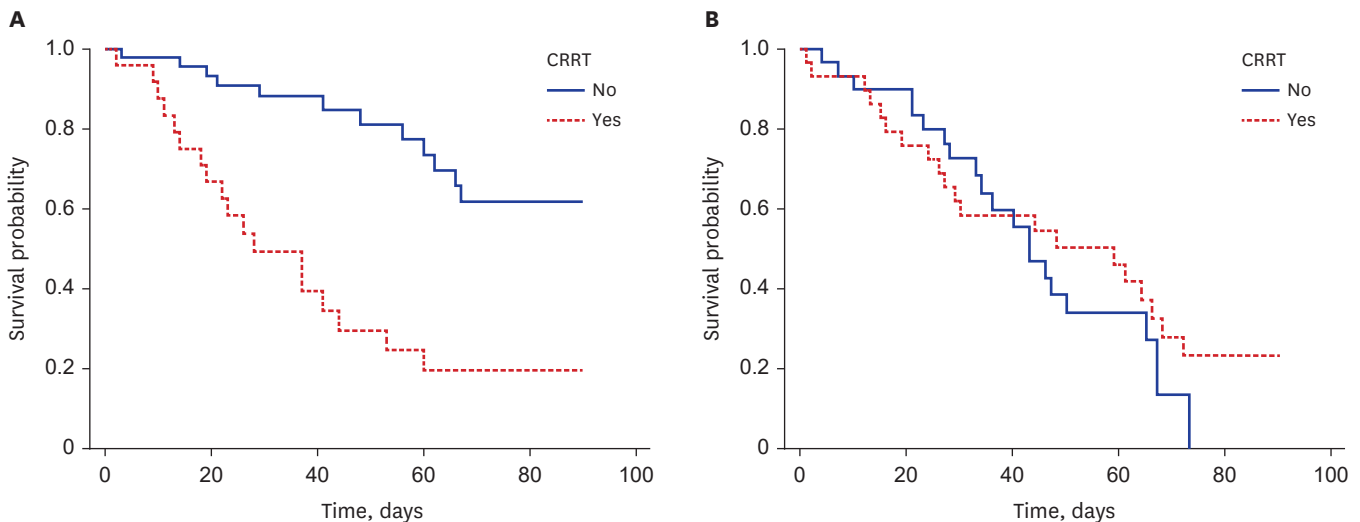 A
1.0
0.8
0.6
0.4
0.2
0
Survival probability
0 20 40 60 80 100
Time, days
CRRT
No
Yes
B
1.0
0.8
0.6
0.4
0.2
0
Survival probability
0 20 40 60 80 100
Time, days
CRRT
No
Yes